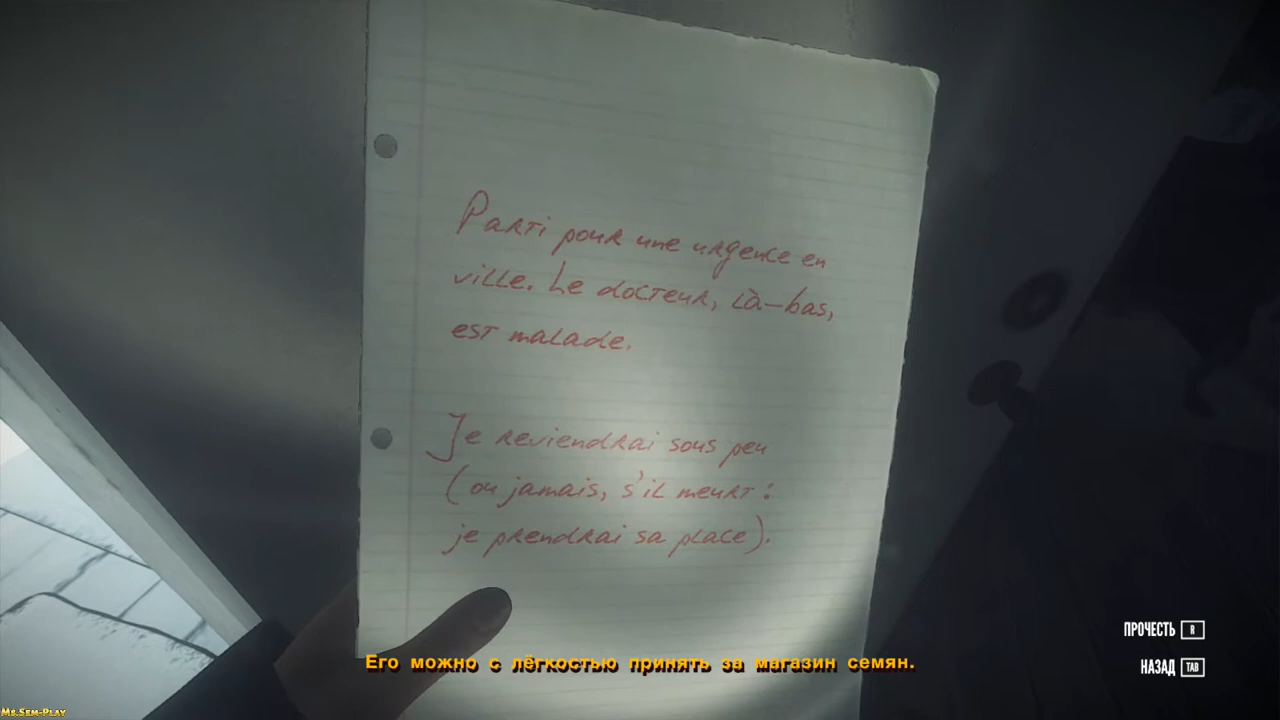 Parti pour une urgence en
ville. Le docteur, là-bas,
est malade.
Je reviendrai sous peu
(ou jamais, s'il meurt :
je prendrai sa place).
ПРОЧЕСТЬ R
Его можно с лёгкостью принять за магазин семян.
НАЗАД TAB
Ms.Sem-Play